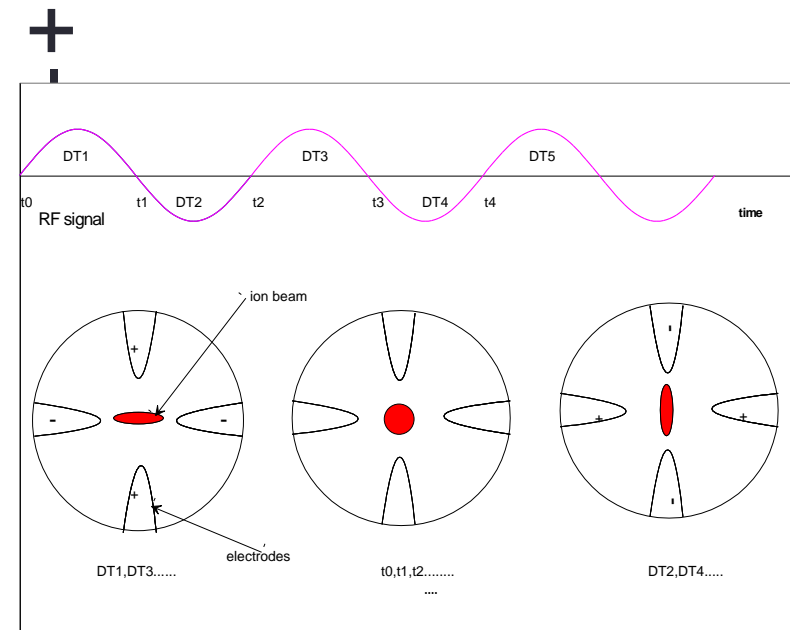 DT1 DT3 DT5
t0 t1 DT2 t2 t3 DT4 t4
RF signal time
ion beam
+ -
- - + +
+ -
electrodes
DT1,DT3...... t0,t1,t2........ DT2,DT4.....
....